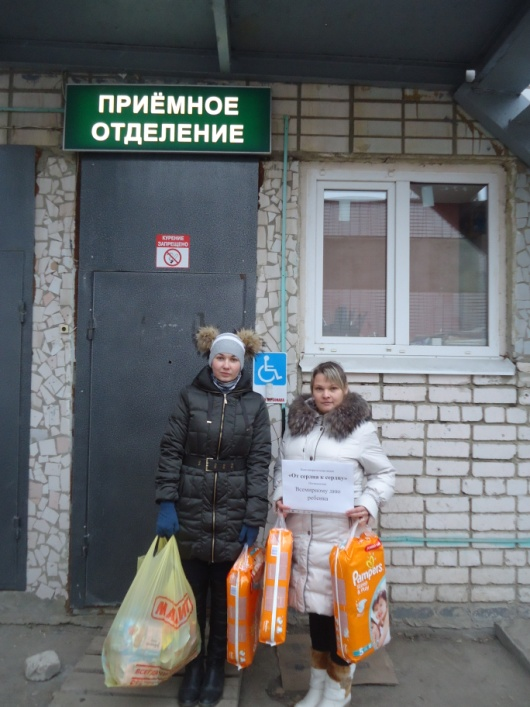 ПРИЁМНОЕ
ОТДЕЛЕНИЕ
КУРЕНИЕ
ЗАПРЕЩЕНО
«От сердца к сердцу»
Всемирному дню
ребенка
Pampers